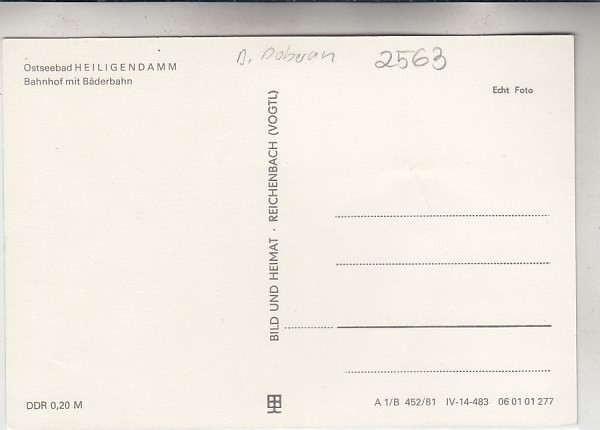 Ostseebad HEILIGENDAMM
Bahnhof mit Bäderbahn
B. Doberan
2563
Echt Foto
BILD UND HEIMAT · REICHENBACH (VOGTL)
DDR 0,20 M
A 1/B 452/81 IV-14-483 06 01 01 277